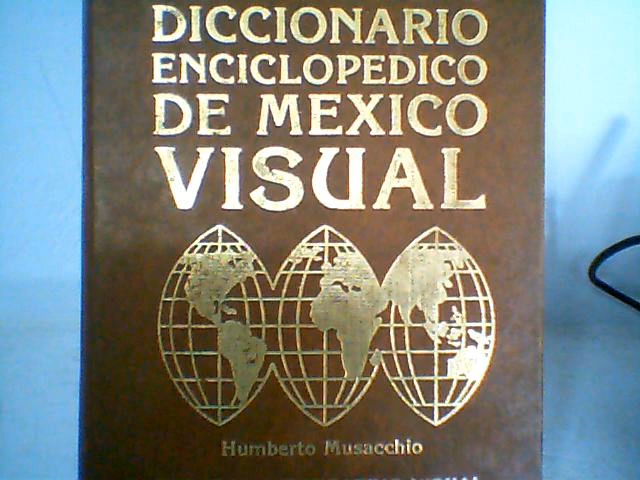 DICCIONARIO
ENCICLOPEDICO
DE MEXICO
VISUAL
Humberto Musacchio